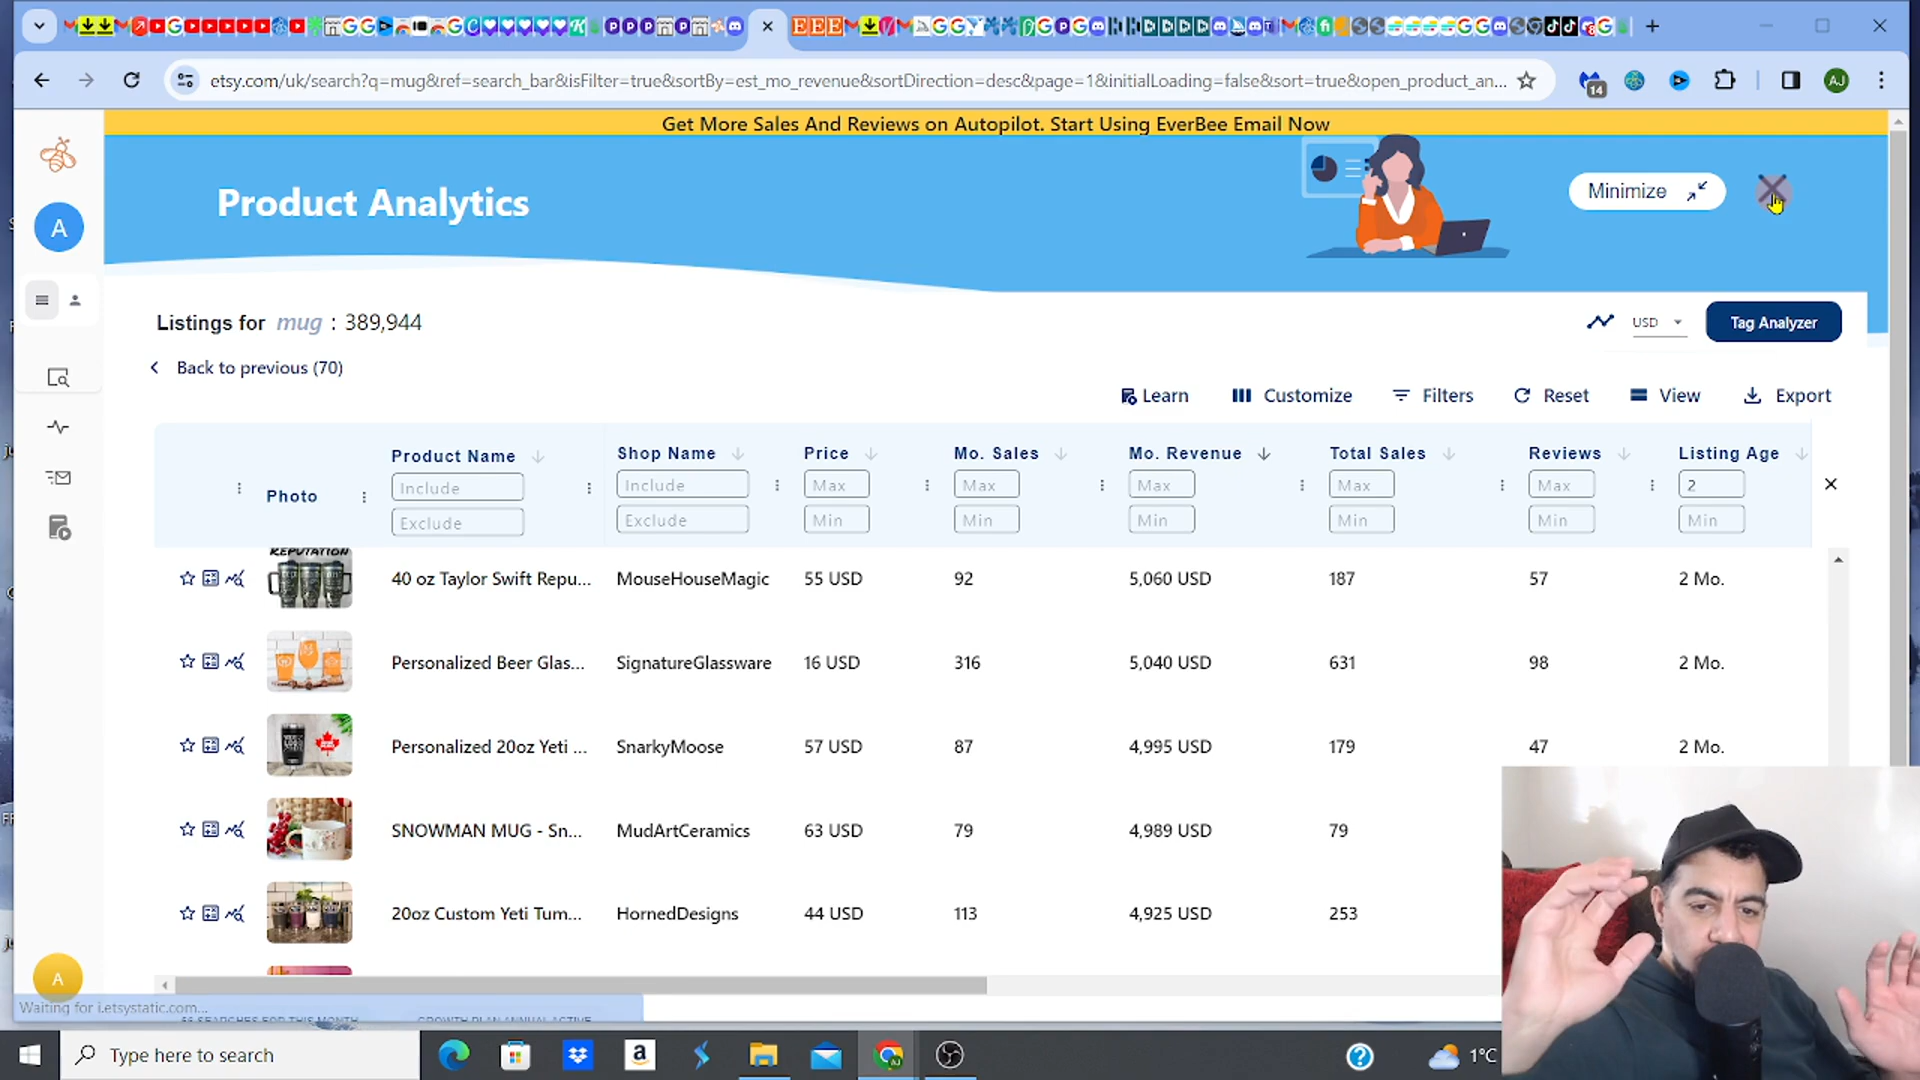 etsy.com/uk/search?q=mug&ref=search_bar&isFilter=true&sortBy=est_mo_revenue&sortDirection=desc&page=1&initialLoading=false&sort=true&open_product_an...
14
AJ
Get More Sales And Reviews on Autopilot. Start Using EverBee Email Now
Product Analytics
Minimize
A
Listings for mug : 389,944
USD
Tag Analyzer
Back to previous (70)
Learn
Customize
Filters
Reset
View
Export
Photo
Product Name
Shop Name
Price
Mo. Sales
Mo. Revenue
Total Sales
Reviews
Listing Age
Include Include Max Max Max Max Max 2
Exclude Exclude Min Min Min Min Min Min
REPUTATION
40 oz Taylor Swift Repu... MouseHouseMagic 55 USD 92 5,060 USD 187 57 2 Mo.
Personalized Beer Glas... SignatureGlassware 16 USD 316 5,040 USD 631 98 2 Mo.
Personalized 20oz Yeti ... SnarkyMoose 57 USD 87 4,995 USD 179 47 2 Mo.
SNOWMAN MUG - Sn... MudArtCeramics 63 USD 79 4,989 USD 79
20oz Custom Yeti Tum... HornedDesigns 44 USD 113 4,925 USD 253
A
Waiting for i.etsystatic.com...
Type here to search
1°C